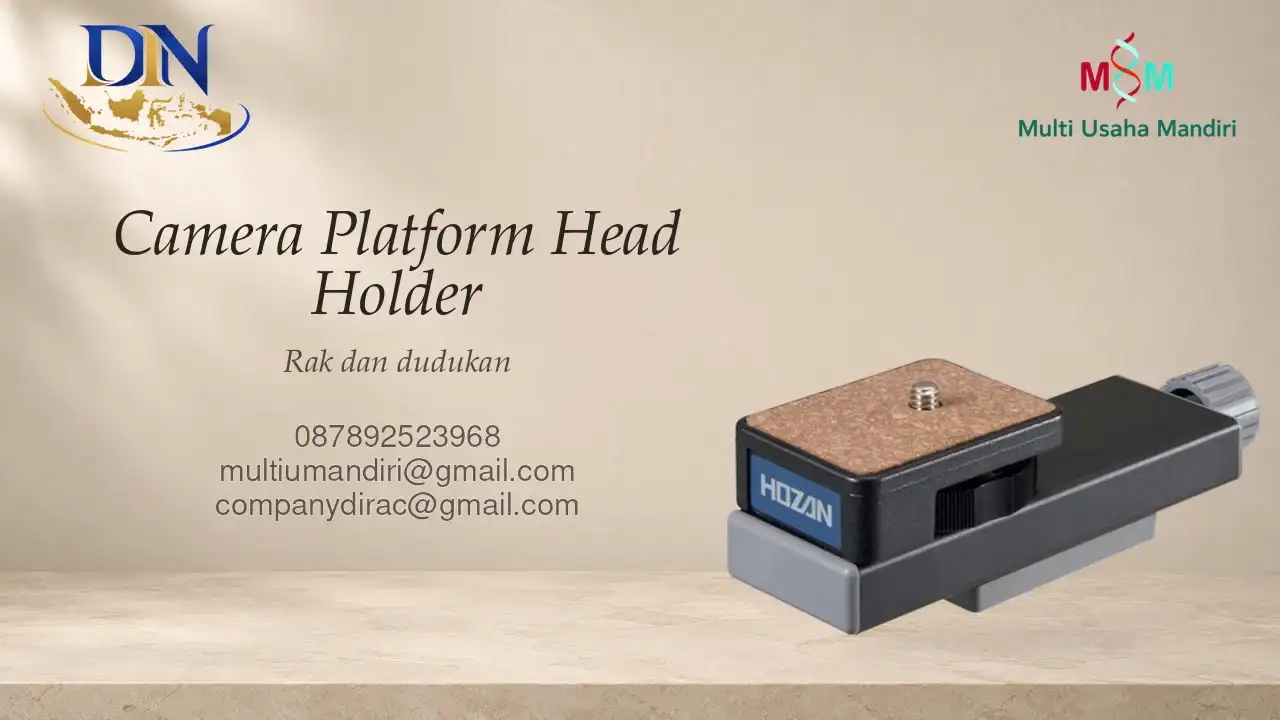 DN
MSM
Multi Usaha Mandiri
Camera Platform Head
Holder
Rak dan dudukan
087892523968
multiumandiri@gmail.com
companydirac@gmail.com
HOZAN